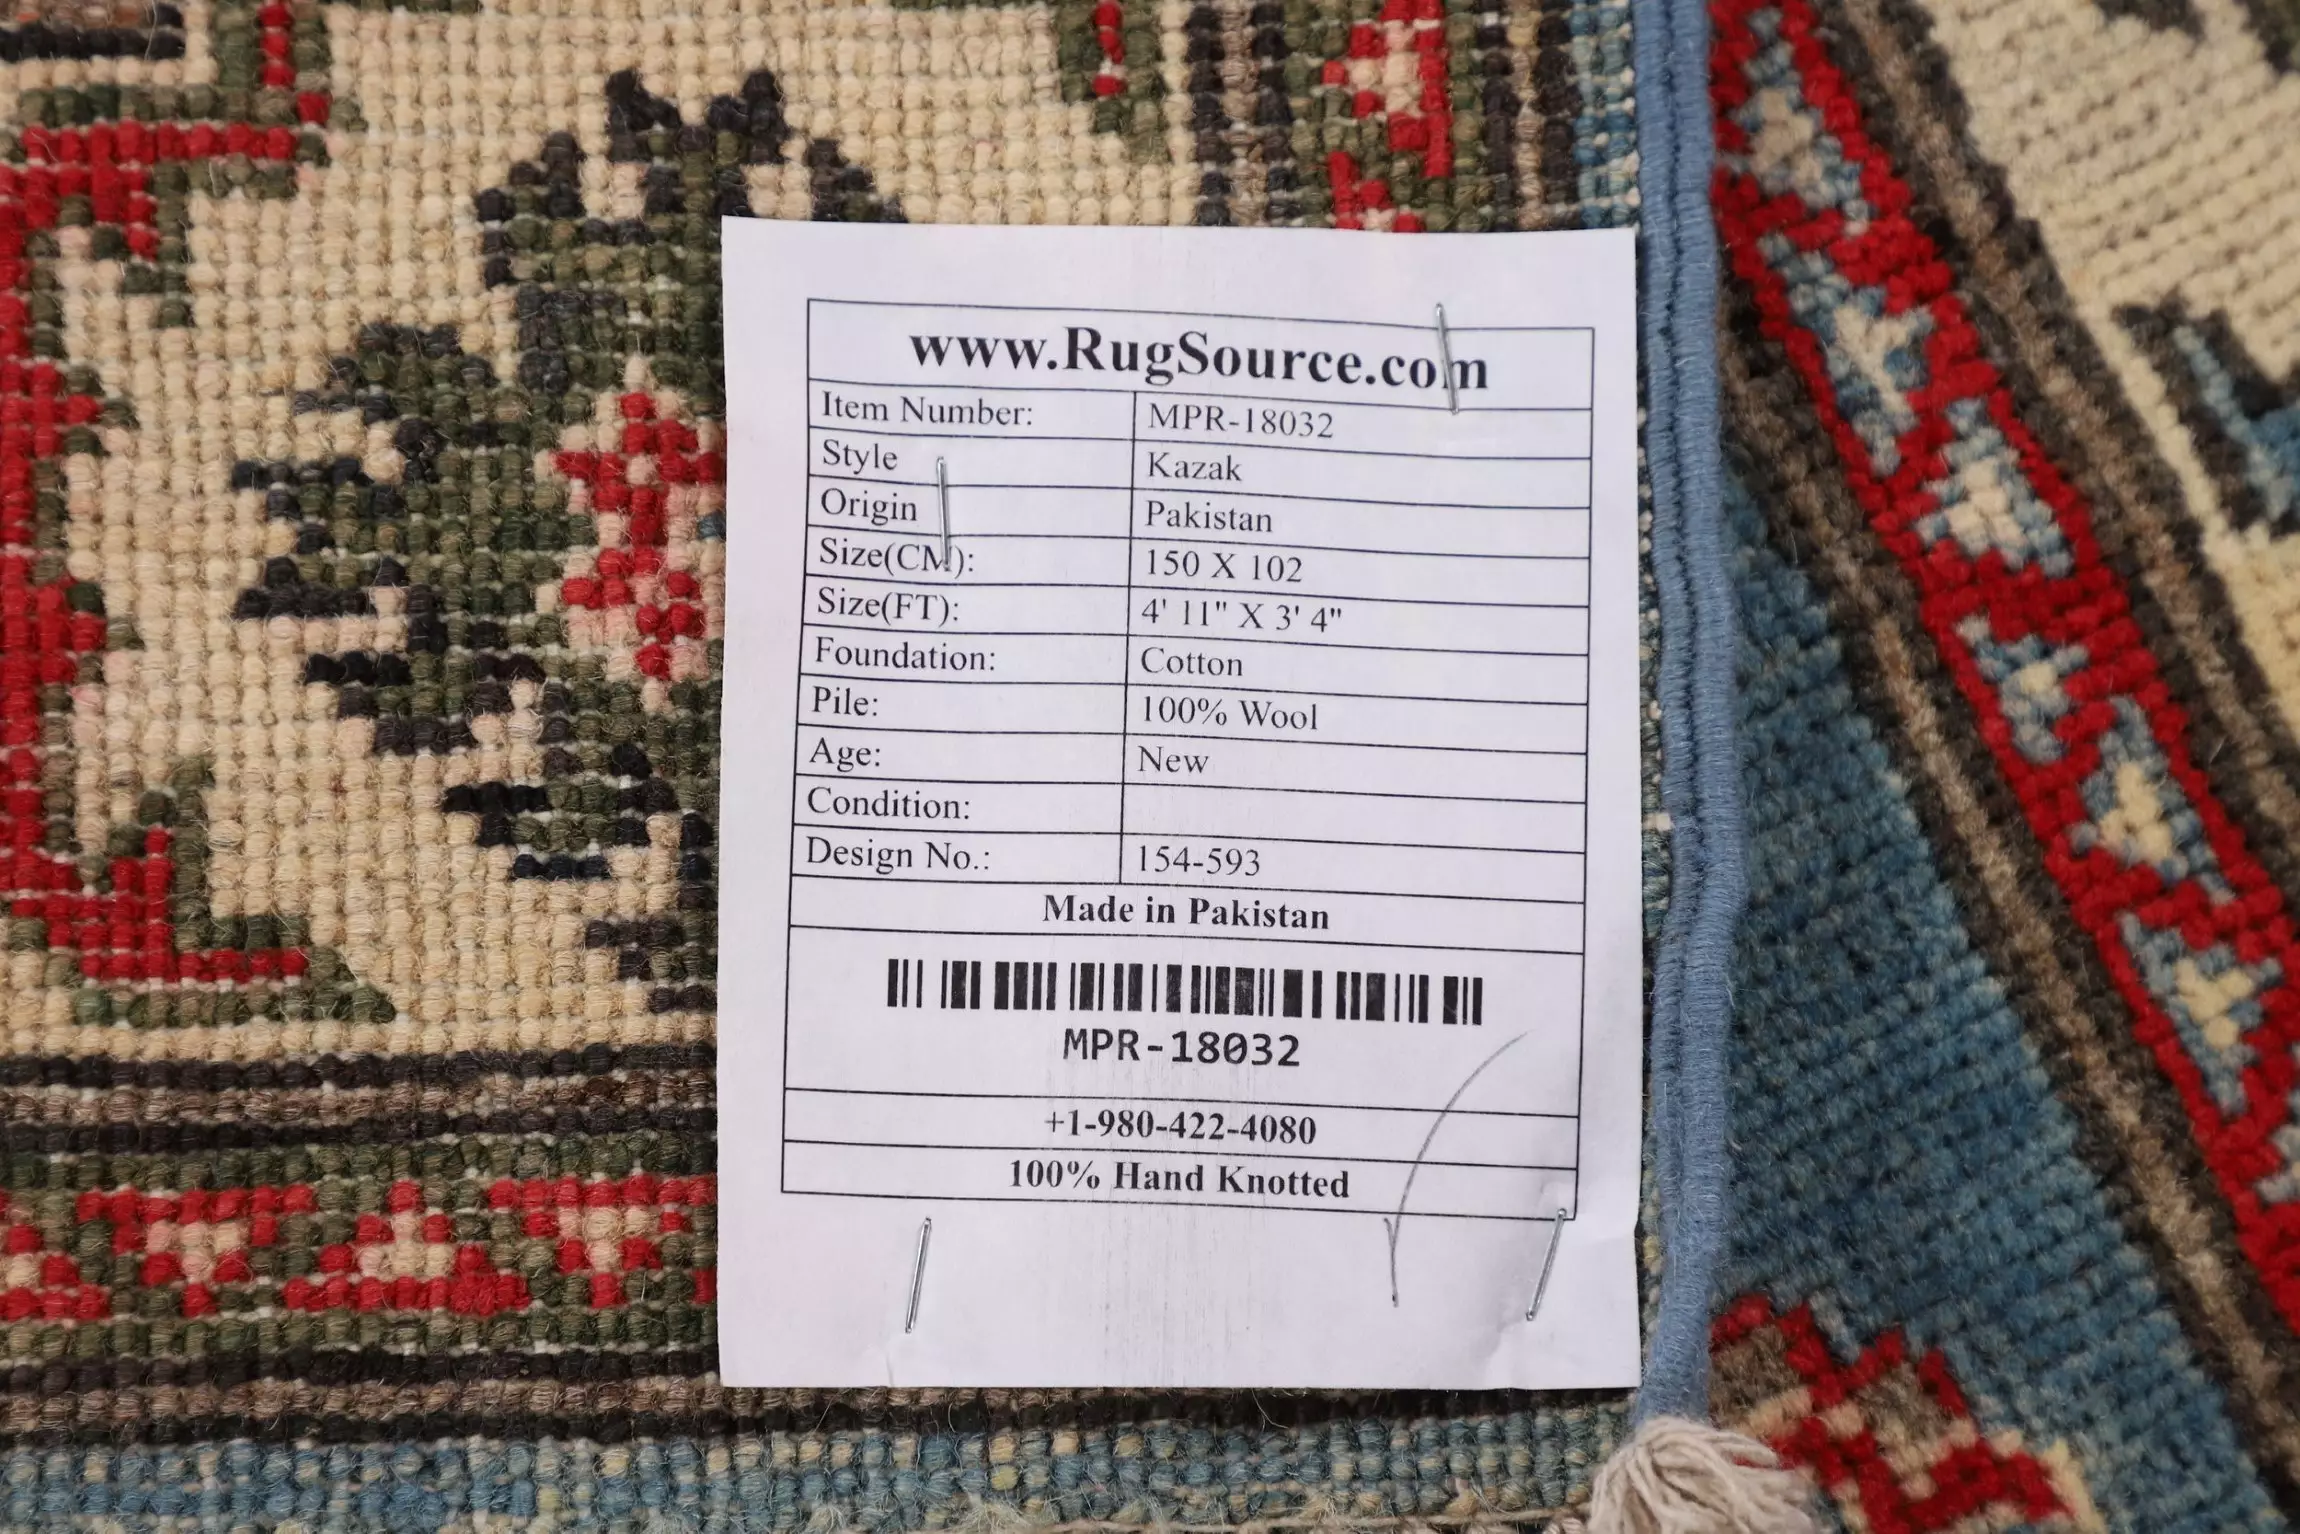 www.RugSource.com
Item Number: MPR-18032
Style Kazak
Origin Pakistan
Size(CM): 150 X 102
Size(FT): 4' 11" X 3' 4"
Foundation: Cotton
Pile: 100% Wool
Age: New
Condition:
Design No.: 154-593
Made in Pakistan
MPR-18032
+1-980-422-4080
100% Hand Knotted